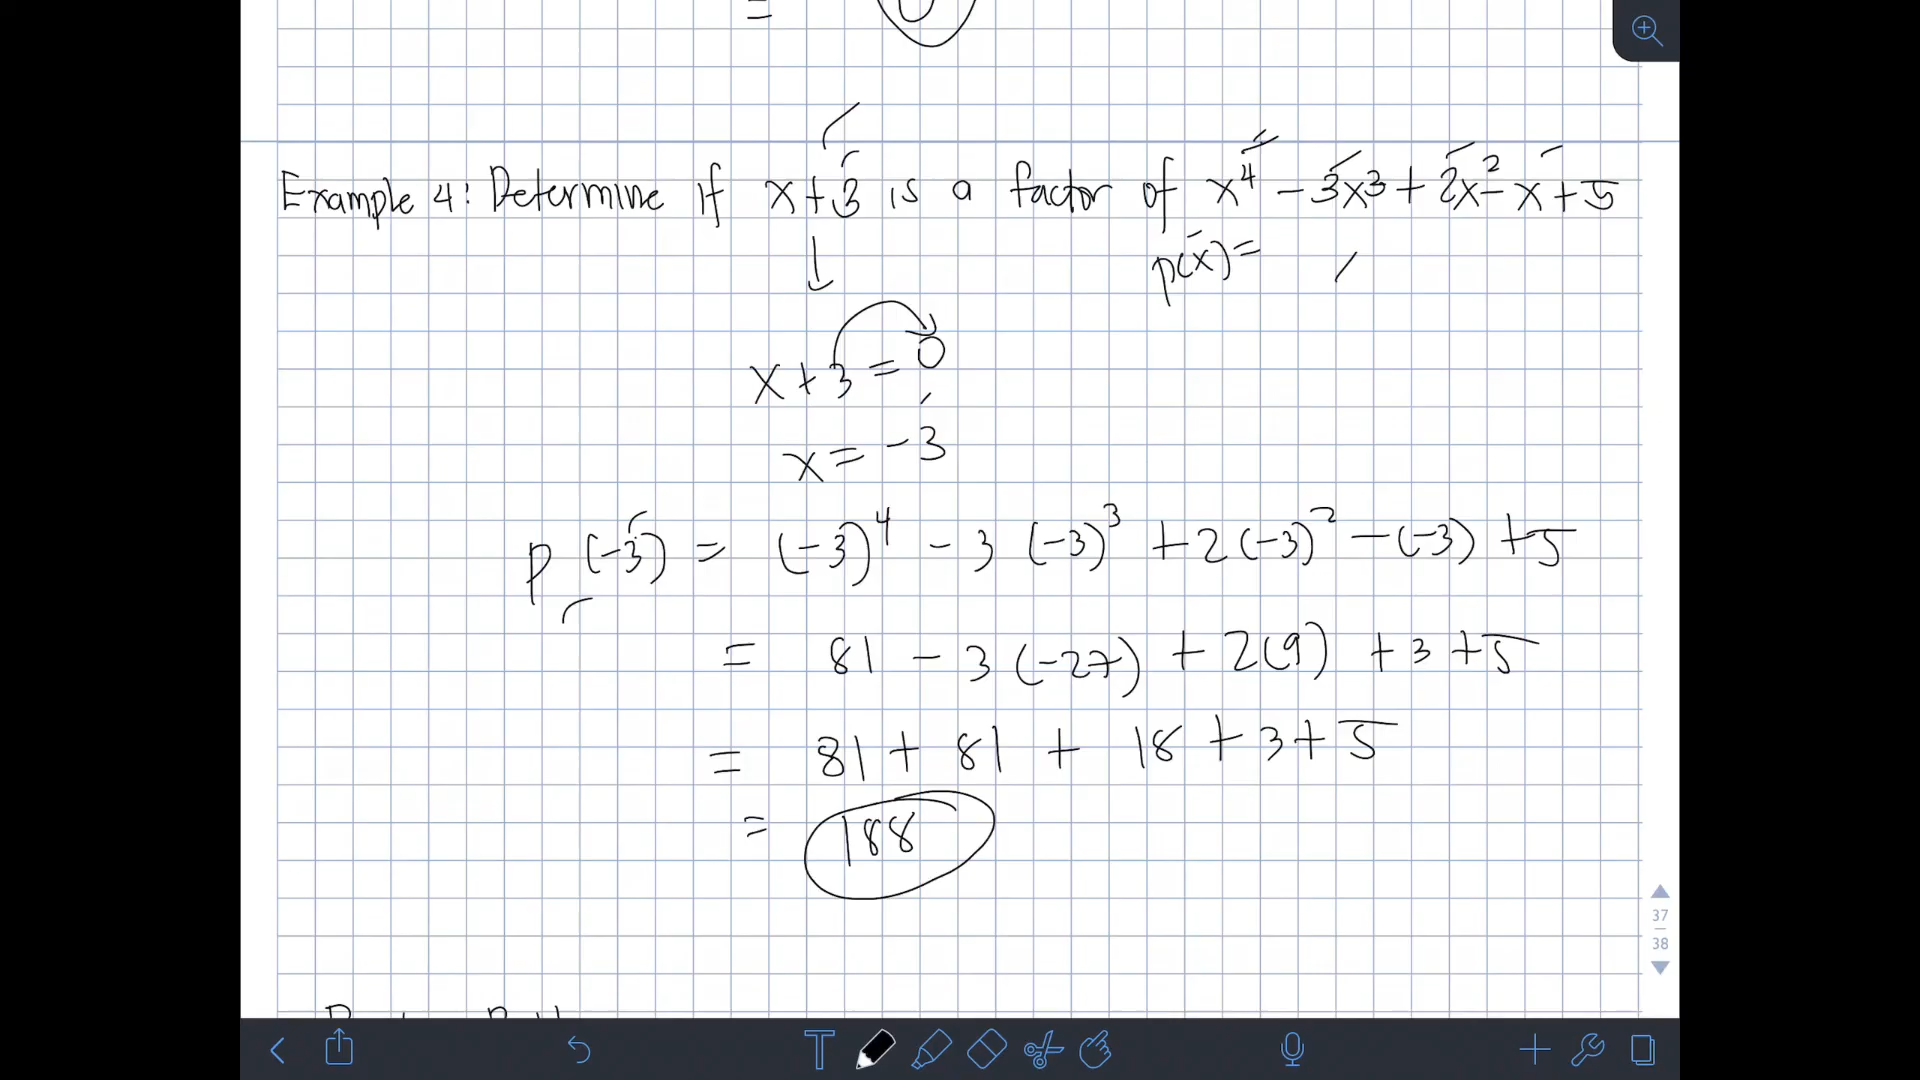 =
Example 4: Determine if x+3 is a factor of x⁴ - 3x³ + 2x² - x + 5
p(x) =
x + 3 = 0
x = -3
p(-3) = (-3)⁴ - 3(-3)³ + 2(-3)² - (-3) + 5
= 81 - 3(-27) + 2(9) + 3 + 5
= 81 + 81 + 18 + 3 + 5
= 188
37
38
T